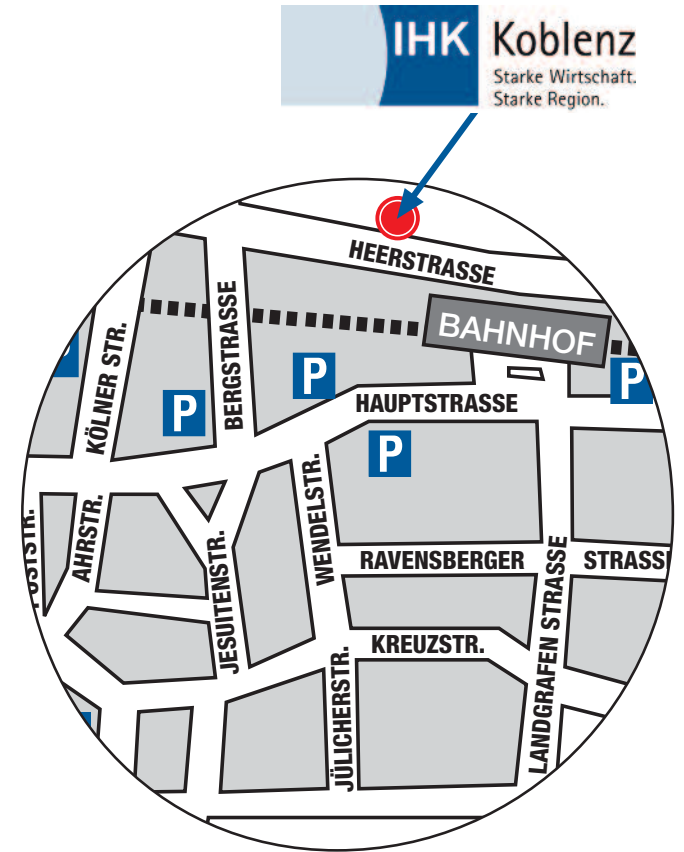 IHK Koblenz
Starke Wirtschaft.
Starke Region.
HEERSTRASSE
BAHNHOF
BERGSTRASSE
KÖLNER STR.
P
P
P
P
HAUPTSTRASSE
P
WENDELSTR.
AHRSTR.
JESUITENSTR.
RAVENSBERGER STRASS
LANDGRAFEN STRASSE
KREUZSTR.
JÜLICHERSTR.